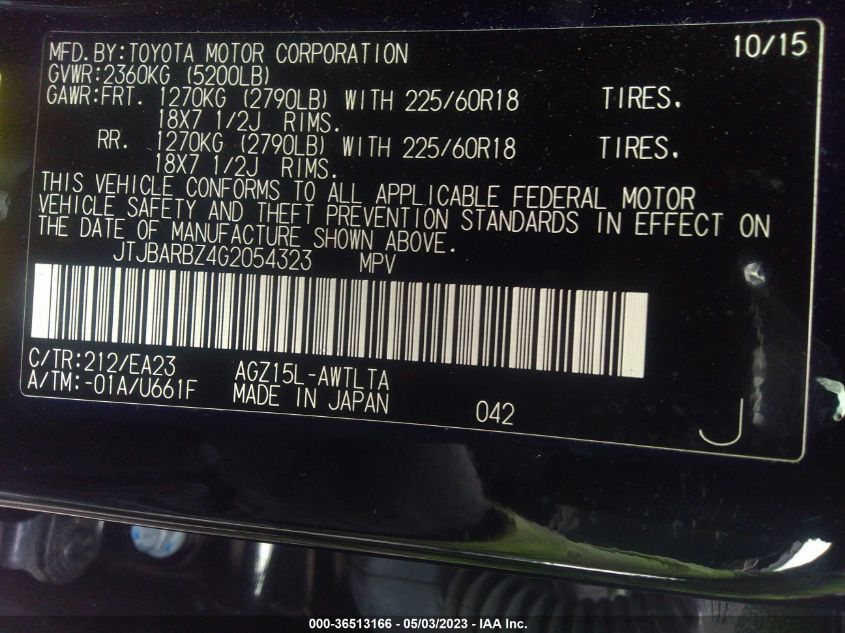 MFD.BY:TOYOTA MOTOR CORPORATION 10/15
GVWR:2360KG (5200LB)
GAWR:FRT. 1270KG (2790LB) WITH 225/60R18 TIRES.
18X7 1/2J RIMS.
RR. 1270KG (2790LB) WITH 225/60R18 TIRES.
18X7 1/2J RIMS.
THIS VEHICLE CONFORMS TO ALL APPLICABLE FEDERAL MOTOR
VEHICLE SAFETY AND THEFT PREVENTION STANDARDS IN EFFECT ON
THE DATE OF MANUFACTURE SHOWN ABOVE.
JTJBARBZ4G2054323 MPV
C/TR:212/EA23 AGZ15L-AWTLTA
A/TM:-01A/U661F MADE IN JAPAN 042 J
000-36513166 - 05/03/2023 - IAA Inc.